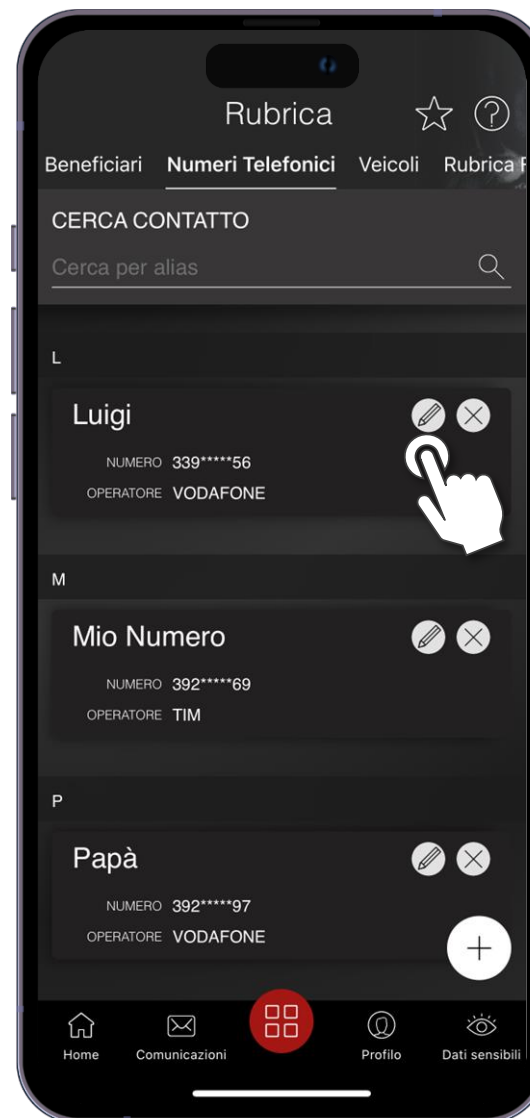 Rubrica
Beneficiari Numeri Telefonici Veicoli Rubrica
CERCA CONTATTO
Cerca per alias
L
Luigi
NUMERO 339*****56
OPERATORE VODAFONE
M
Mio Numero
NUMERO 392*****69
OPERATORE TIM
P
Papà
NUMERO 392*****97
OPERATORE VODAFONE
Home Comunicazioni Profilo Dati sensibili